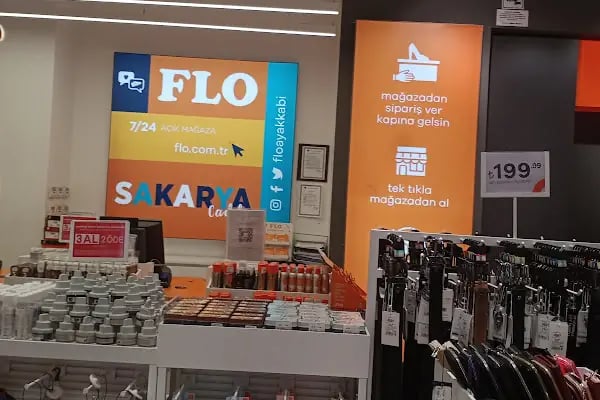 FLO
7/24 AÇIK MAĞAZA
flo.com.tr
floayakkabi
SAKARYA
mağazadan
sipariş ver
kapına gelsin
tek tıkla
mağazadan al
₺199,99
3AL 200₺
FLO